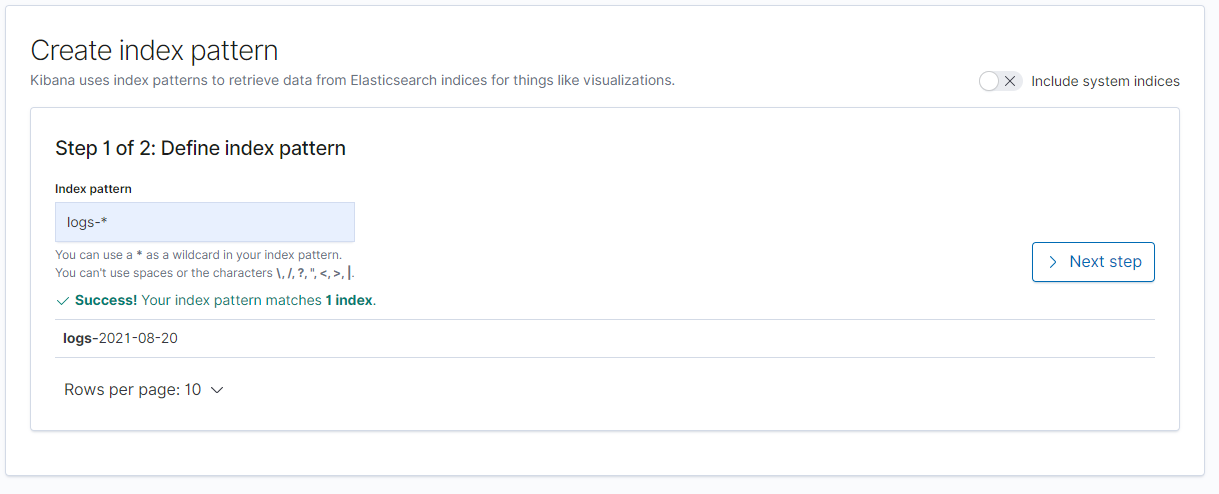 Create index pattern
Kibana uses index patterns to retrieve data from Elasticsearch indices for things like visualizations.
Include system indices
Step 1 of 2: Define index pattern
Index pattern
logs-*
You can use a * as a wildcard in your index pattern.
You can't use spaces or the characters \, /, ?, ", <, >, |.
Next step
Success! Your index pattern matches 1 index.
logs-2021-08-20
Rows per page: 10